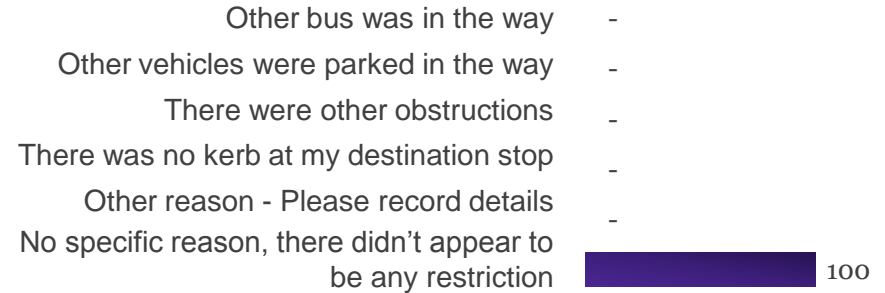 Other bus was in the way -
Other vehicles were parked in the way -
There were other obstructions -
There was no kerb at my destination stop -
Other reason - Please record details -
No specific reason, there didn’t appear to
be any restriction 100